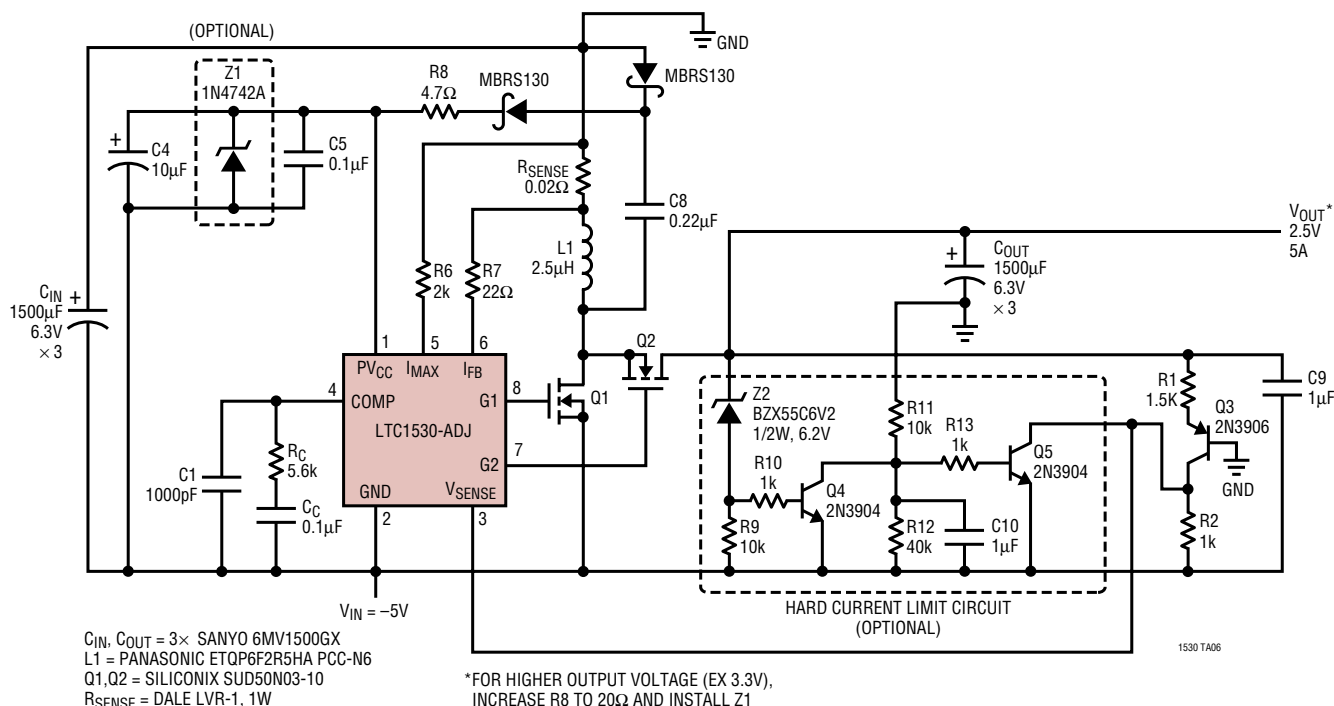 (OPTIONAL)
GND
Z1
1N4742A
R8
4.7Ω
MBRS130
MBRS130
+
C4
10µF
C5
0.1µF
RSENSE
0.02Ω
C8
0.22µF
VOUT*
2.5V
5A
L1
2.5µH
+
COUT
1500µF
6.3V
× 3
R6
2k
R7
22Ω
CIN
+
1500µF
6.3V
× 3
1
5
6
Q2
PVCC
IMAX
IFB
4
COMP
G1
8
Q1
LTC1530-ADJ
G2
7
GND
VSENSE
2
3
RC
5.6k
C1
1000pF
CC
0.1µF
Z2
BZX55C6V2
1/2W, 6.2V
R11
10k
R13
1k
Q5
2N3904
R1
1.5K
Q3
2N3906
C9
1µF
R10
1k
Q4
2N3904
GND
R9
10k
R12
40k
C10
1µF
R2
1k
VIN = –5V
HARD CURRENT LIMIT CIRCUIT
(OPTIONAL)
CIN, COUT = 3× SANYO 6MV1500GX
L1 = PANASONIC ETQP6F2R5HA PCC-N6
Q1,Q2 = SILICONIX SUD50N03-10
RSENSE = DALE LVR-1, 1W
*FOR HIGHER OUTPUT VOLTAGE (EX 3.3V),
INCREASE R8 TO 20Ω AND INSTALL Z1
1530 TA06